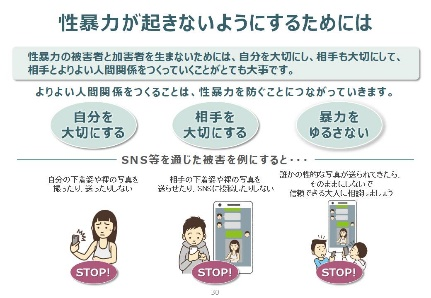 性暴力が起きないようにするためには
性暴力の被害者と加害者を生まないためには、自分を大切にし、相手も大切にして、
相手とよりよい人間関係をつくっていくことがとても大事です。
よりよい人間関係をつくることは、性暴力を防ぐことにつながっていきます。
自分を
大切にする
相手を
大切にする
暴力を
ゆるさない
SNS等を通じた被害を例にすると・・・
自分の下着姿や裸の写真を
撮ったり、送ったりしない
相手の下着姿や裸の写真を
送らせたり、SNSに投稿したりしない
誰かの性的な写真が送られてきたら、
そのままにしないで
信頼できる大人に相談しましょう
STOP!
STOP!
STOP!
30